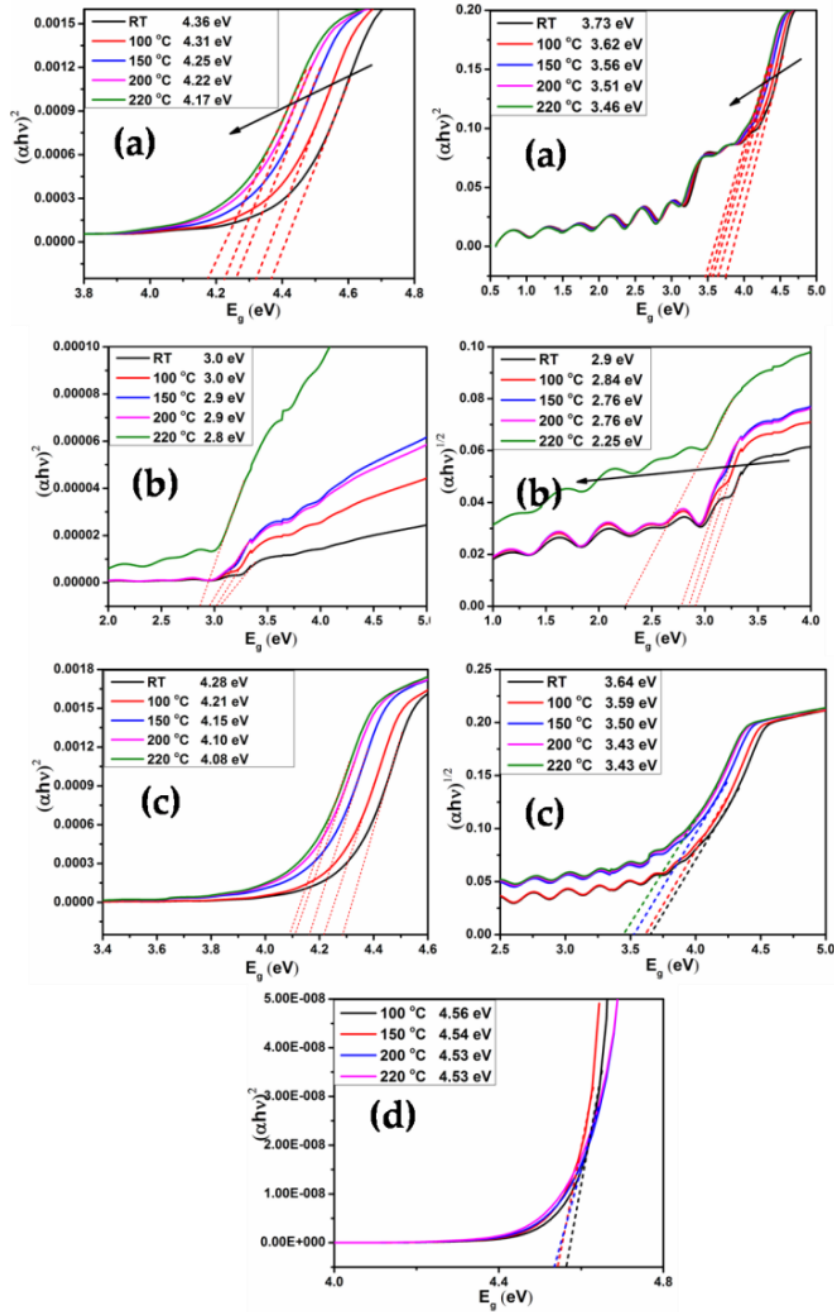 0.0015
0.0012
0.0009
0.0006
0.0003
0.0000
(αhν)²
RT 4.36 eV
100 °C 4.31 eV
150 °C 4.25 eV
200 °C 4.22 eV
220 °C 4.17 eV
(a)
3.8 4.0 4.2 4.4 4.6 4.8
E_g (eV)
0.20
0.15
0.10
0.05
0.00
(αhν)²
RT 3.73 eV
100 °C 3.62 eV
150 °C 3.56 eV
200 °C 3.51 eV
220 °C 3.46 eV
(a)
0.5 1.0 1.5 2.0 2.5 3.0 3.5 4.0 4.5 5.0
E_g (eV)
0.00010
0.00008
0.00006
0.00004
0.00002
0.00000
(αhν)²
RT 3.0 eV
100 °C 3.0 eV
150 °C 2.9 eV
200 °C 2.9 eV
220 °C 2.8 eV
(b)
2.0 2.5 3.0 3.5 4.0 4.5 5.0
E_g (eV)
0.10
0.08
0.06
0.04
0.02
0.00
(αhν)^1/2
RT 2.9 eV
100 °C 2.84 eV
150 °C 2.76 eV
200 °C 2.76 eV
220 °C 2.25 eV
(b)
1.0 1.5 2.0 2.5 3.0 3.5 4.0
E_g (eV)
0.0018
0.0015
0.0012
0.0009
0.0006
0.0003
0.0000
(αhν)²
RT 4.28 eV
100 °C 4.21 eV
150 °C 4.15 eV
200 °C 4.10 eV
220 °C 4.08 eV
(c)
3.4 3.6 3.8 4.0 4.2 4.4 4.6
E_g (eV)
0.25
0.20
0.15
0.10
0.05
0.00
(αhν)^1/2
RT 3.64 eV
100 °C 3.59 eV
150 °C 3.50 eV
200 °C 3.43 eV
220 °C 3.43 eV
(c)
2.5 3.0 3.5 4.0 4.5 5.0
E_g (eV)
5.00E-008
4.00E-008
3.00E-008
2.00E-008
1.00E-008
0.00E+000
(αhν)²
100 °C 4.56 eV
150 °C 4.54 eV
200 °C 4.53 eV
220 °C 4.53 eV
(d)
4.0 4.4 4.8
E_g (eV)